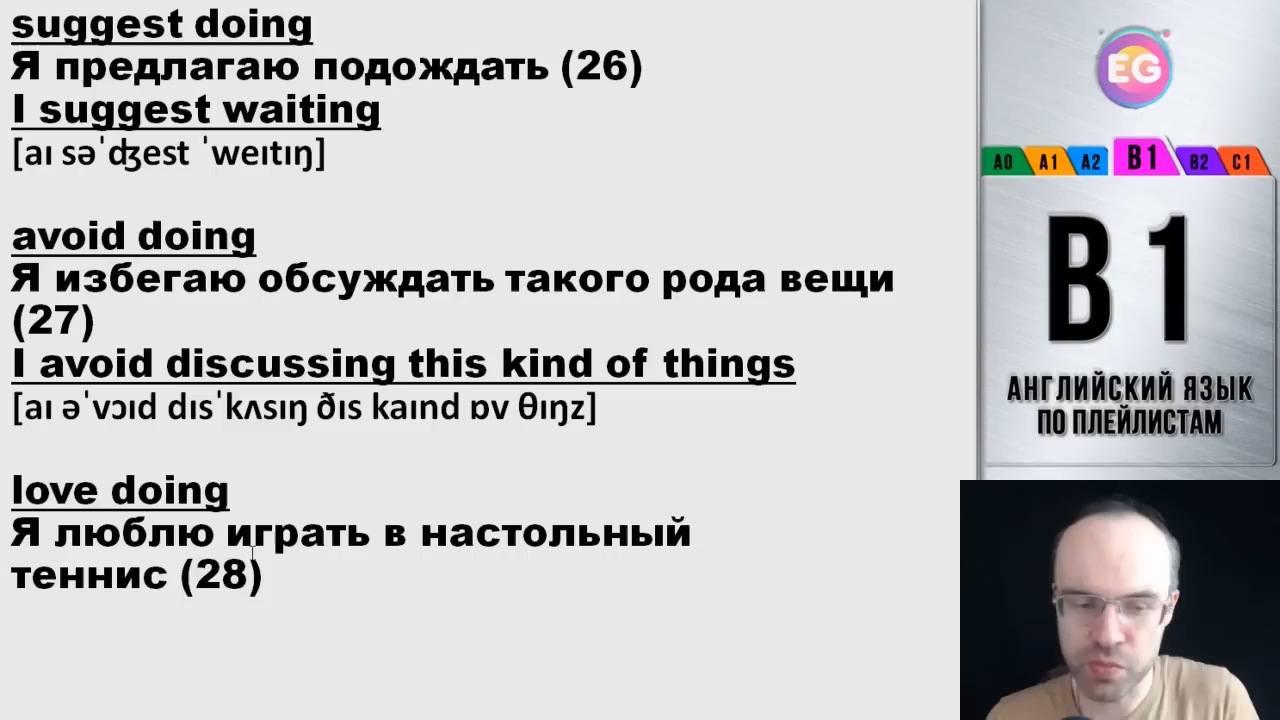 suggest doing
Я предлагаю подождать (26)
I suggest waiting
[aɪ səˈʤest ˈweɪtɪŋ]
avoid doing
Я избегаю обсуждать такого рода вещи
(27)
I avoid discussing this kind of things
[aɪ əˈvɔɪd dɪsˈkʌsɪŋ ðɪs kaɪnd ɒv θɪŋz]
love doing
Я люблю играть в настольный
теннис (28)
EG
A0 A1 A2 B1 B2 C1
B 1
АНГЛИЙСКИЙ ЯЗЫК
ПО ПЛЕЙЛИСТАМ